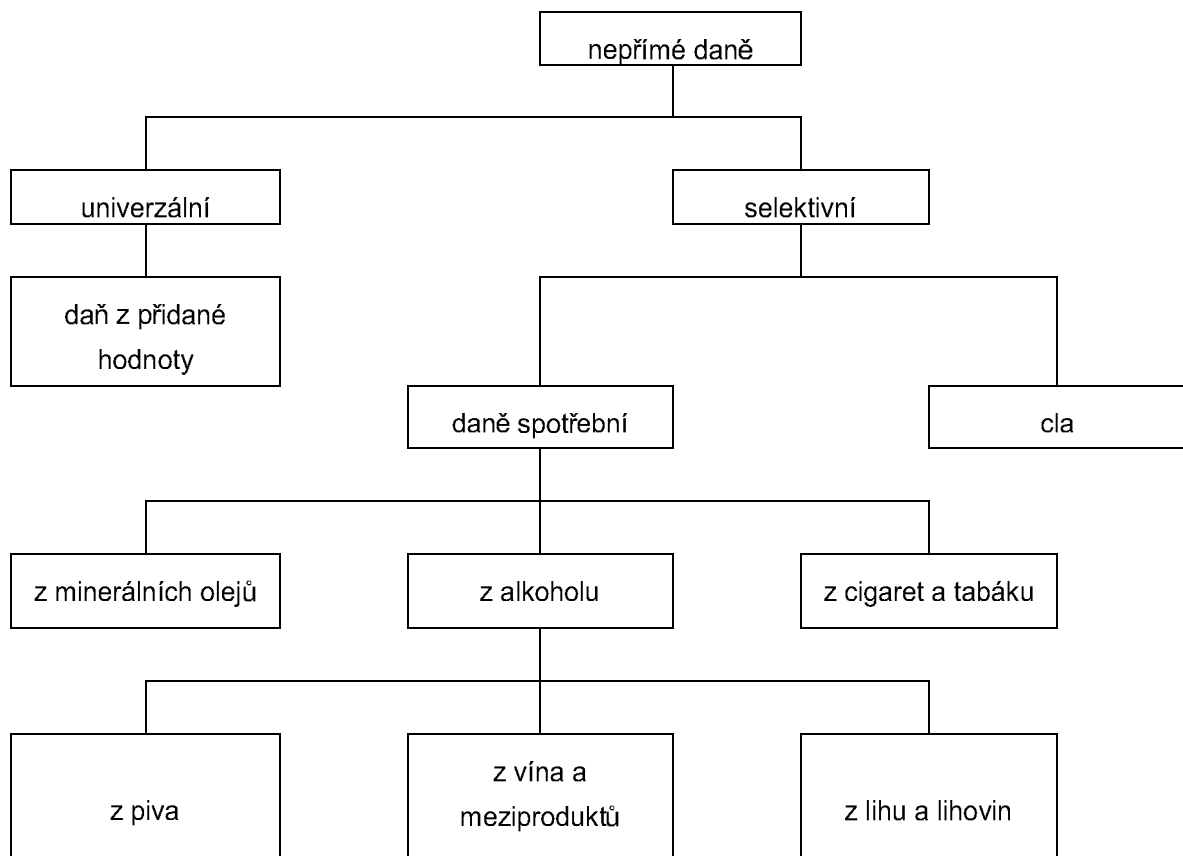 nepřímé daně
univerzální
selektivní
daň z přidané
hodnoty
daně spotřební
cla
z minerálních olejů
z alkoholu
z cigaret a tabáku
z piva
z vína a
meziproduktů
z lihu a lihovin